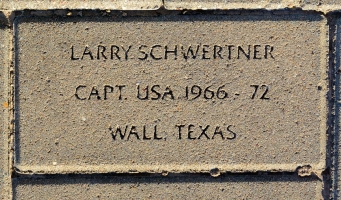 LARRY SCHWERTNER
CAPT. USA 1966 - 72
WALL, TEXAS